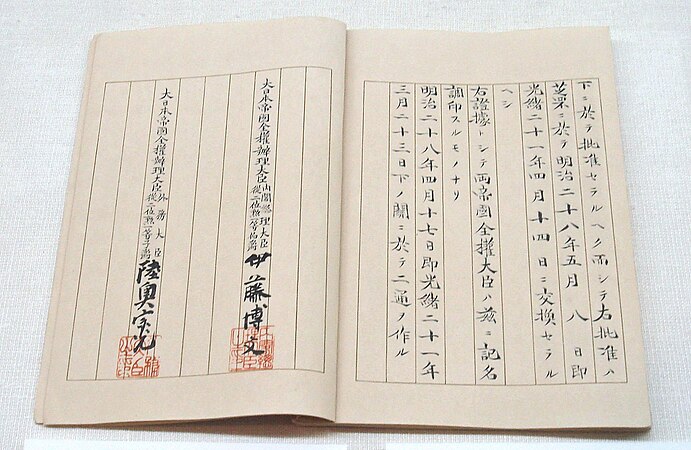 下ニ於テ批准セラルヘク而シテ右批准ハ
芝罘ニ於テ明治二十八年五月八日即
光緒二十一年四月十四日ニ交換セラル
ヘシ
右證據トシテ両帝國全權大臣ハ茲ニ記名
調印スルモノナリ
明治二十八年四月十七日即光緒二十一年
三月二十三日下ノ關ニ於テ二通ヲ作ル
大日本帝國全權辦理大臣内閣總理大臣從二位勲一等伯爵伊藤博文
大日本帝國全權辦理大臣外務大臣從二位勲一等子爵陸奥宗光